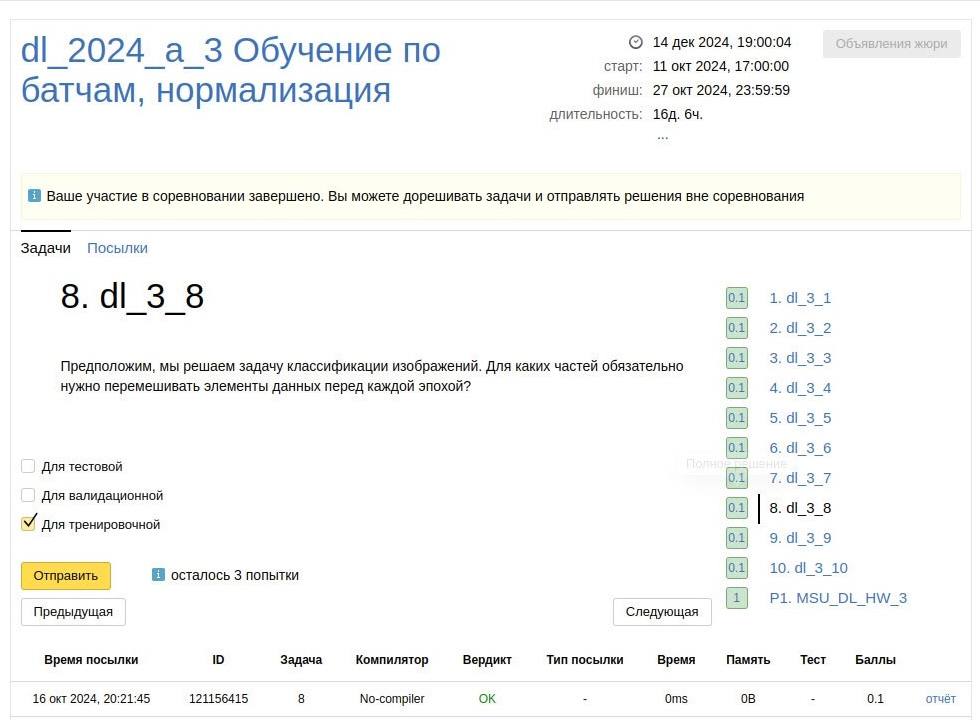 dl_2024_a_3 Обучение по
батчам, нормализация
14 дек 2024, 19:00:04
старт: 11 окт 2024, 17:00:00
финиш: 27 окт 2024, 23:59:59
длительность: 16д. 6ч.
...
Объявления жюри
Ваше участие в соревновании завершено. Вы можете дорешивать задачи и отправлять решения вне соревнования
Задачи Посылки
8. dl_3_8
Предположим, мы решаем задачу классификации изображений. Для каких частей обязательно
нужно перемешивать элементы данных перед каждой эпохой?
Для тестовой
Для валидационной
Для тренировочной
Отправить
осталось 3 попытки
Предыдущая
Следующая
0.1 1. dl_3_1
0.1 2. dl_3_2
0.1 3. dl_3_3
0.1 4. dl_3_4
0.1 5. dl_3_5
0.1 6. dl_3_6
Полное решение
0.1 7. dl_3_7
0.1 8. dl_3_8
0.1 9. dl_3_9
0.1 10. dl_3_10
1 P1. MSU_DL_HW_3
Время посылки ID Задача Компилятор Вердикт Тип посылки Время Память Тест Баллы
16 окт 2024, 20:21:45 121156415 8 No-compiler OK - 0ms 0B - 0.1 отчёт